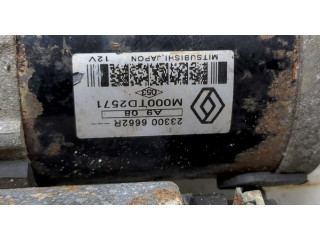 23300 6662R--
A9 08
M000TD2571
<053>
MITSUBISHI.JAPON
12V